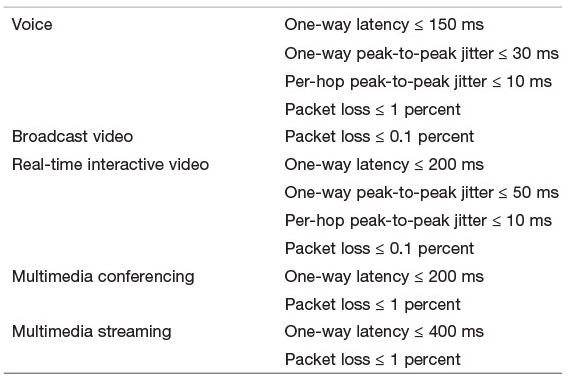 Voice One-way latency ≤ 150 ms
One-way peak-to-peak jitter ≤ 30 ms
Per-hop peak-to-peak jitter ≤ 10 ms
Packet loss ≤ 1 percent
Broadcast video Packet loss ≤ 0.1 percent
Real-time interactive video One-way latency ≤ 200 ms
One-way peak-to-peak jitter ≤ 50 ms
Per-hop peak-to-peak jitter ≤ 10 ms
Packet loss ≤ 0.1 percent
Multimedia conferencing One-way latency ≤ 200 ms
Packet loss ≤ 1 percent
Multimedia streaming One-way latency ≤ 400 ms
Packet loss ≤ 1 percent